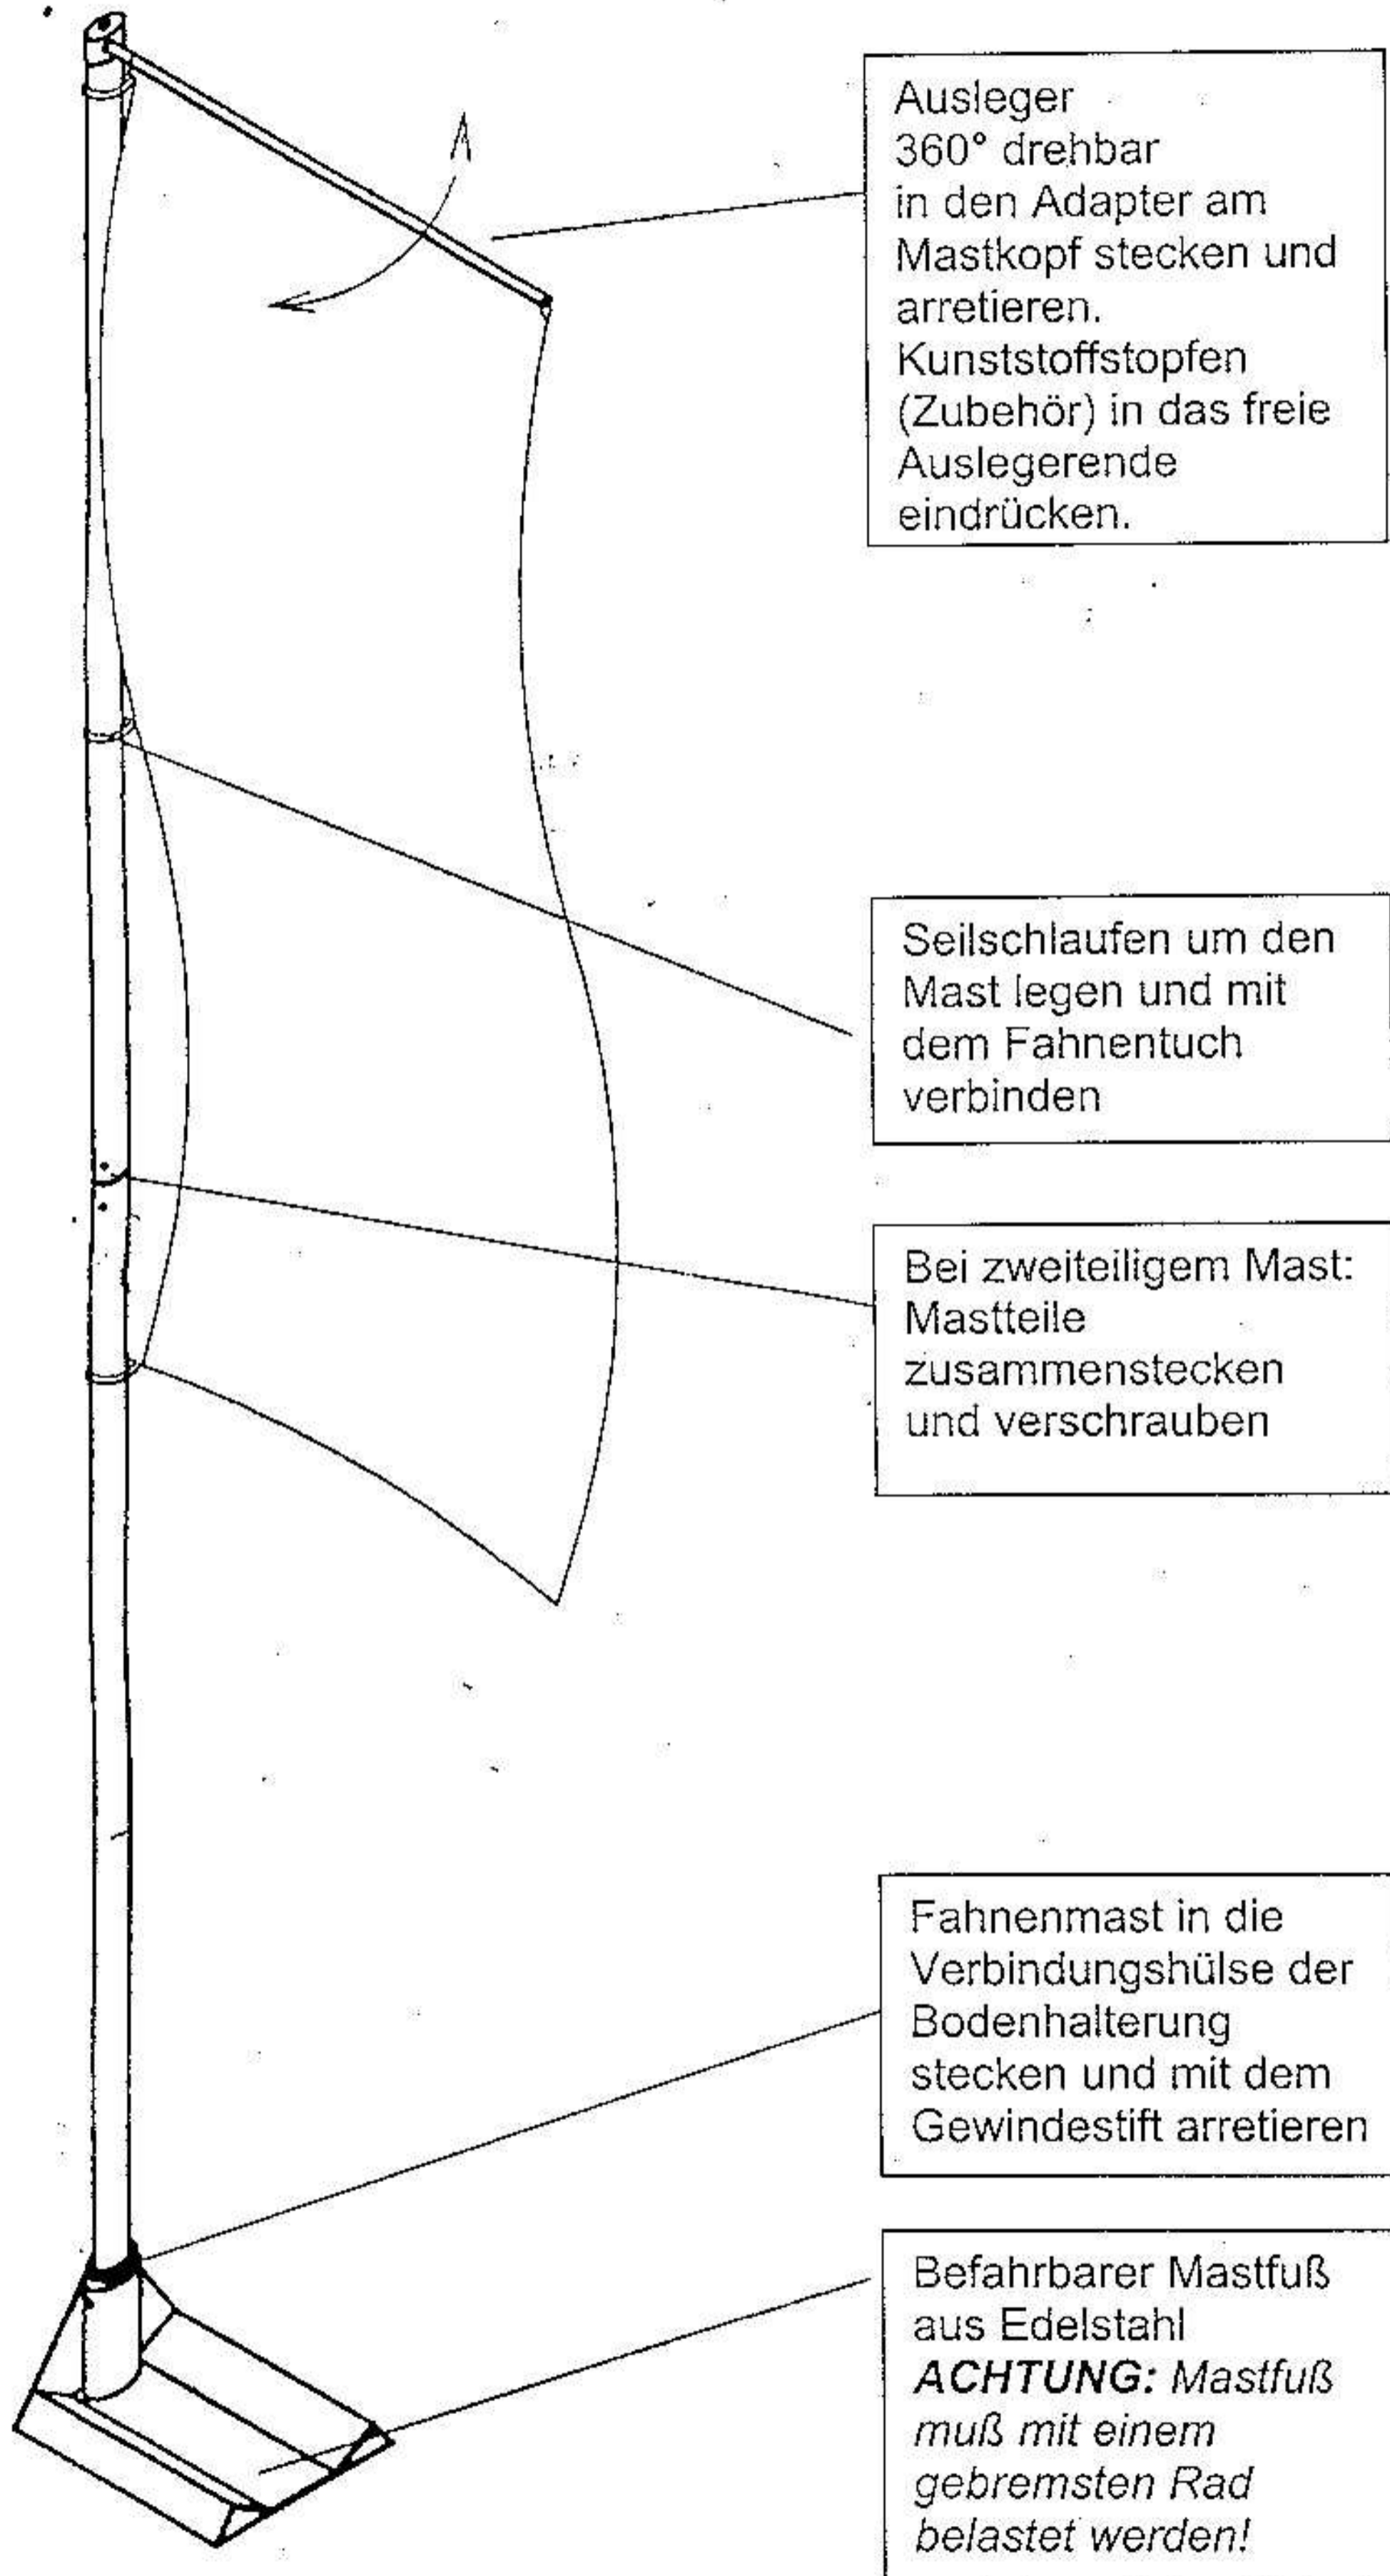 Ausleger
360° drehbar
in den Adapter am
Mastkopf stecken und
arretieren.
Kunststoffstopfen
(Zubehör) in das freie
Auslegerende
eindrücken.
Seilschlaufen um den
Mast legen und mit
dem Fahnentuch
verbinden
Bei zweiteiligem Mast:
Mastteile
zusammenstecken
und verschrauben
Fahnenmast in die
Verbindungshülse der
Bodenhalterung
stecken und mit dem
Gewindestift arretieren
Befahrbarer Mastfuß
aus Edelstahl
ACHTUNG: Mastfuß
muß mit einem
gebremsten Rad
belastet werden!